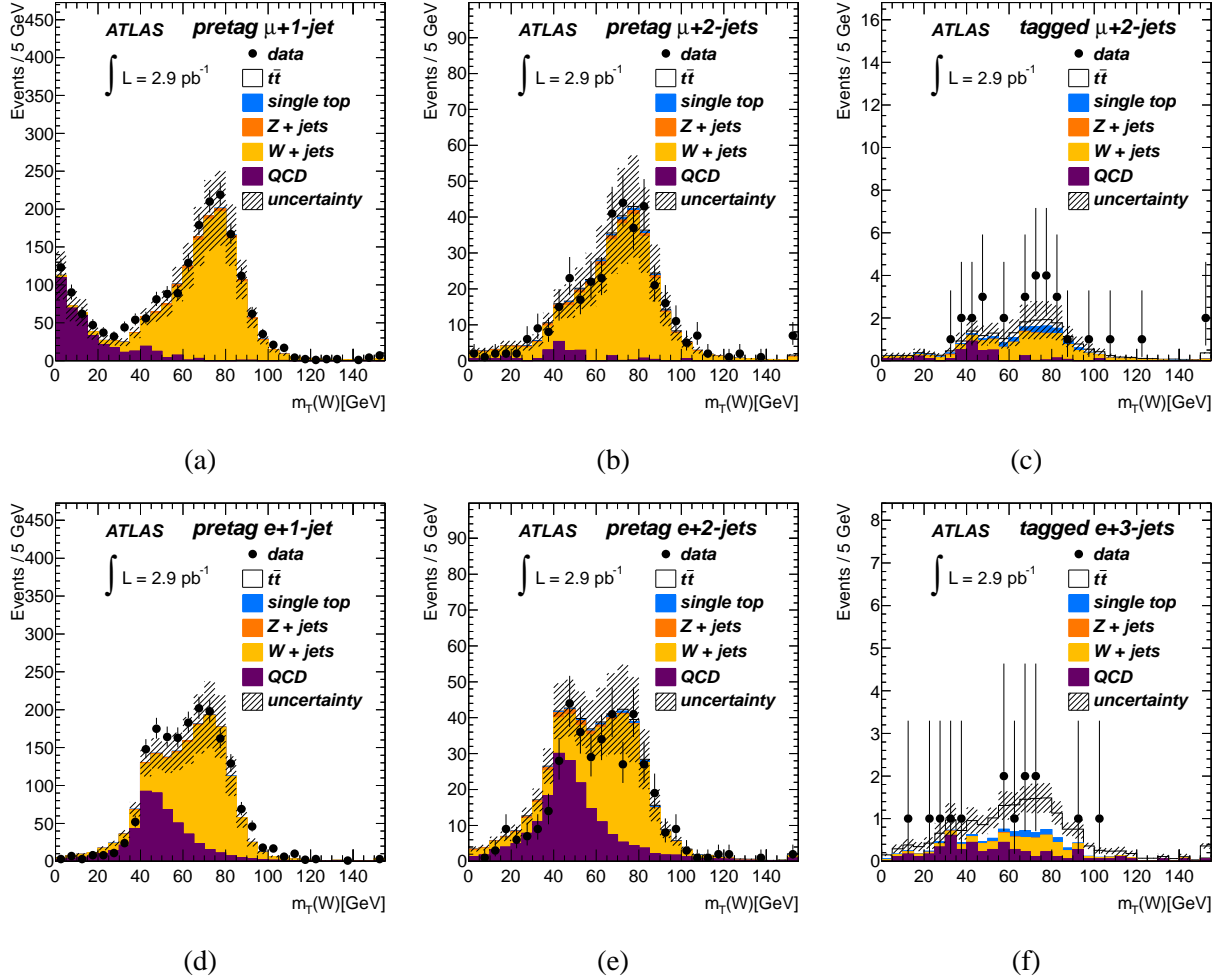 ATLAS pretag μ+1-jet
∫ L = 2.9 pb⁻¹
data
tt̄
single top
Z + jets
W + jets
QCD
uncertainty
Events / 5 GeV
450
400
350
300
250
200
150
100
50
0
0 20 40 60 80 100 120 140
m_T(W)[GeV]
(a)
ATLAS pretag μ+2-jets
∫ L = 2.9 pb⁻¹
data
tt̄
single top
Z + jets
W + jets
QCD
uncertainty
Events / 5 GeV
90
80
70
60
50
40
30
20
10
0
0 20 40 60 80 100 120 140
m_T(W)[GeV]
(b)
ATLAS tagged μ+2-jets
∫ L = 2.9 pb⁻¹
data
tt̄
single top
Z + jets
W + jets
QCD
uncertainty
Events / 5 GeV
16
14
12
10
8
6
4
2
0
0 20 40 60 80 100 120 140
m_T(W)[GeV]
(c)
ATLAS pretag e+1-jet
∫ L = 2.9 pb⁻¹
data
tt̄
single top
Z + jets
W + jets
QCD
uncertainty
Events / 5 GeV
450
400
350
300
250
200
150
100
50
0
0 20 40 60 80 100 120 140
m_T(W)[GeV]
(d)
ATLAS pretag e+2-jets
∫ L = 2.9 pb⁻¹
data
tt̄
single top
Z + jets
W + jets
QCD
uncertainty
Events / 5 GeV
90
80
70
60
50
40
30
20
10
0
0 20 40 60 80 100 120 140
m_T(W)[GeV]
(e)
ATLAS tagged e+3-jets
∫ L = 2.9 pb⁻¹
data
tt̄
single top
Z + jets
W + jets
QCD
uncertainty
Events / 5 GeV
8
7
6
5
4
3
2
1
0
0 20 40 60 80 100 120 140
m_T(W)[GeV]
(f)